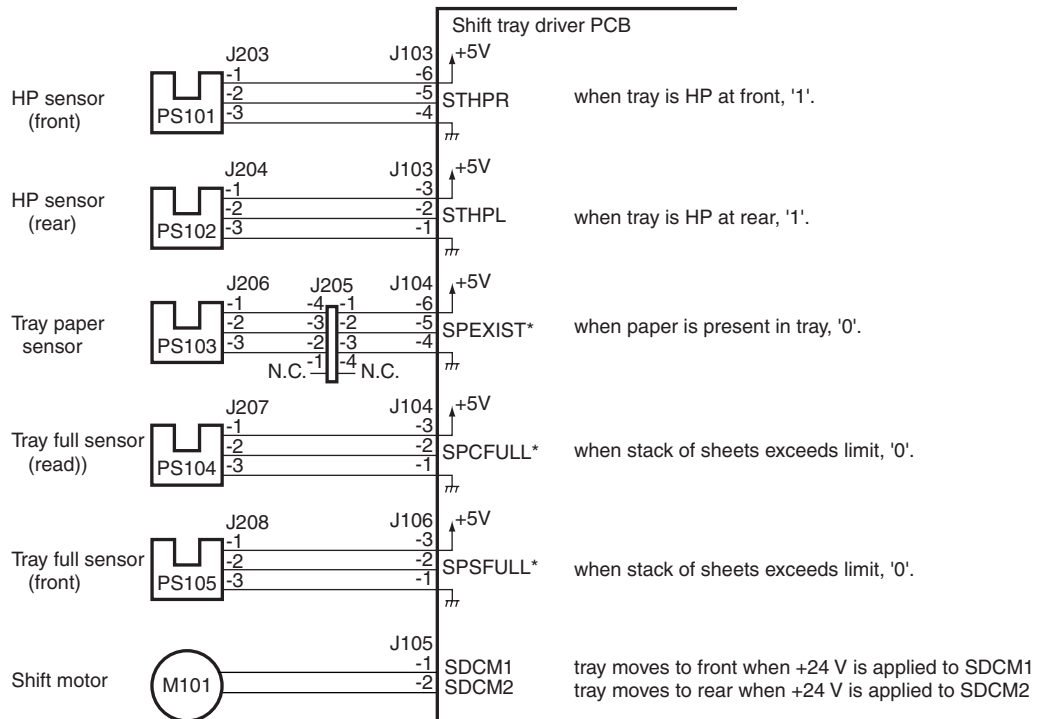 Shift tray driver PCB
J203 J103 +5V
-1 -6
HP sensor (front) PS101 -2 -5 STHPR when tray is HP at front, '1'.
-3 -4
J204 J103 +5V
-1 -3
HP sensor (rear) PS102 -2 -2 STHPL when tray is HP at rear, '1'.
-3 -1
J206 J205 J104 +5V
-1 -4 -1 -6
Tray paper sensor PS103 -2 -3 -2 -5 SPEXIST* when paper is present in tray, '0'.
-3 -2 -3 -4
N.C. -1 -4 N.C.
J207 J104 +5V
-1 -3
Tray full sensor (read)) PS104 -2 -2 SPCFULL* when stack of sheets exceeds limit, '0'.
-3 -1
J208 J106 +5V
-1 -3
Tray full sensor (front) PS105 -2 -2 SPSFULL* when stack of sheets exceeds limit, '0'.
-3 -1
J105
Shift motor M101 -1 SDCM1 tray moves to front when +24 V is applied to SDCM1
-2 SDCM2 tray moves to rear when +24 V is applied to SDCM2